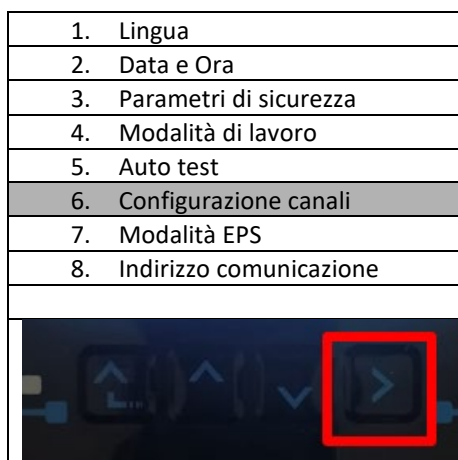 1. Lingua
2. Data e Ora
3. Parametri di sicurezza
4. Modalità di lavoro
5. Auto test
6. Configurazione canali
7. Modalità EPS
8. Indirizzo comunicazione